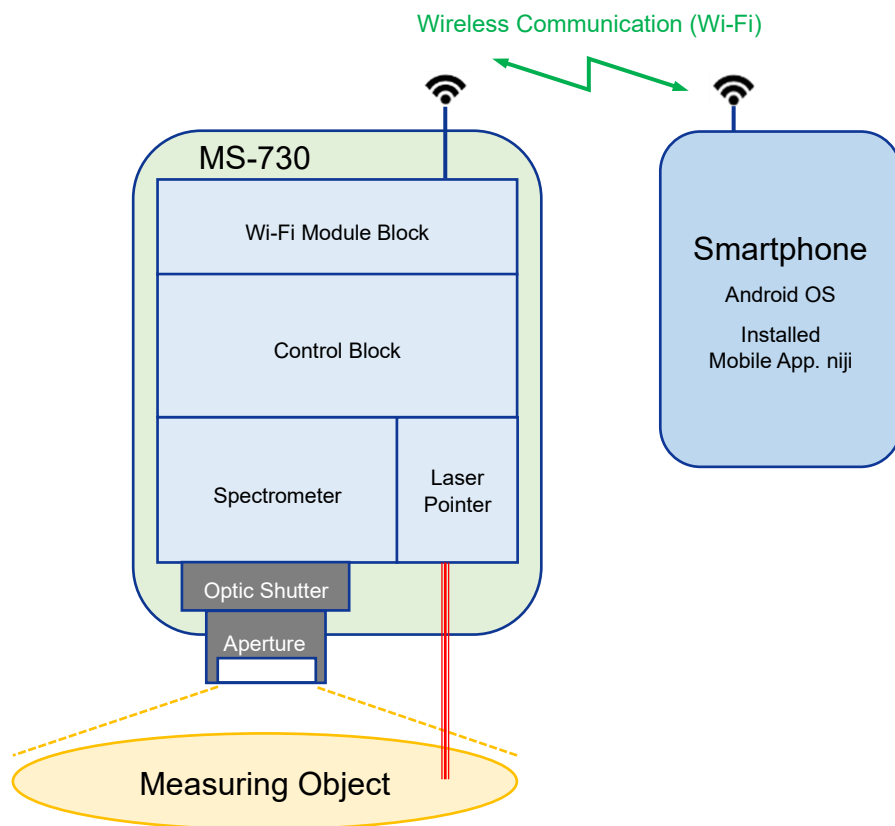 Wireless Communication (Wi-Fi)
MS-730
Wi-Fi Module Block
Control Block
Spectrometer
Laser
Pointer
Optic Shutter
Aperture
Measuring Object
Smartphone
Android OS
Installed
Mobile App. niji